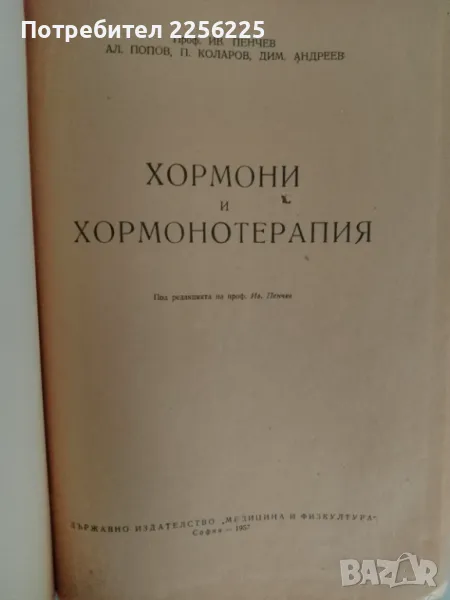 Потребител 2256225
Проф. ИВ. ПЕНЧЕВ
АЛ. ПОПОВ, П. КОЛАРОВ, ДИМ. АНДРЕЕВ
ХОРМОНИ
И
ХОРМОНОТЕРАПИЯ
Под редакцията на проф. Ив. Пенчев
ДЪРЖАВНО ИЗДАТЕЛСТВО „МЕДИЦИНА И ФИЗКУЛТУРА“
София — 1957
BAZAR